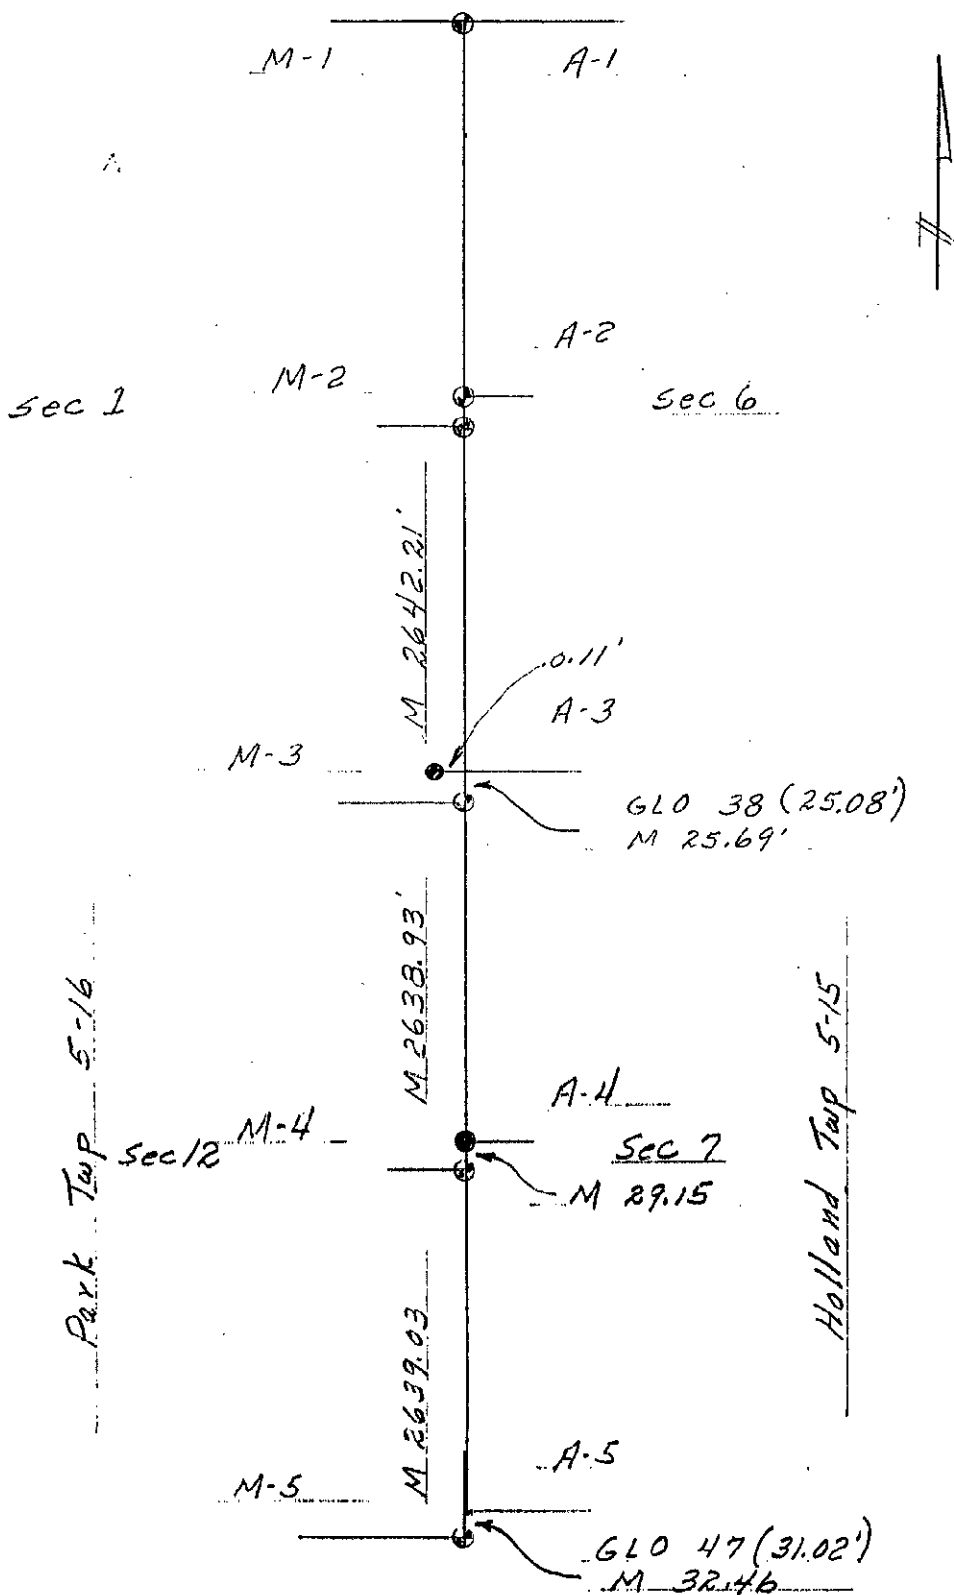 M-1
A-1
A-2
M-2
Sec 1
Sec 6
M 2642.21'
0.11'
A-3
M-3
GLO 38 (25.08')
M 25.69'
M 2638.93'
Park Twp 5-16
Holland Twp 5-15
A-4
M-4
Sec 12
Sec 7
M 29.15
M 2639.03
A-5
M-5
GLO 47 (31.02')
M 32.46